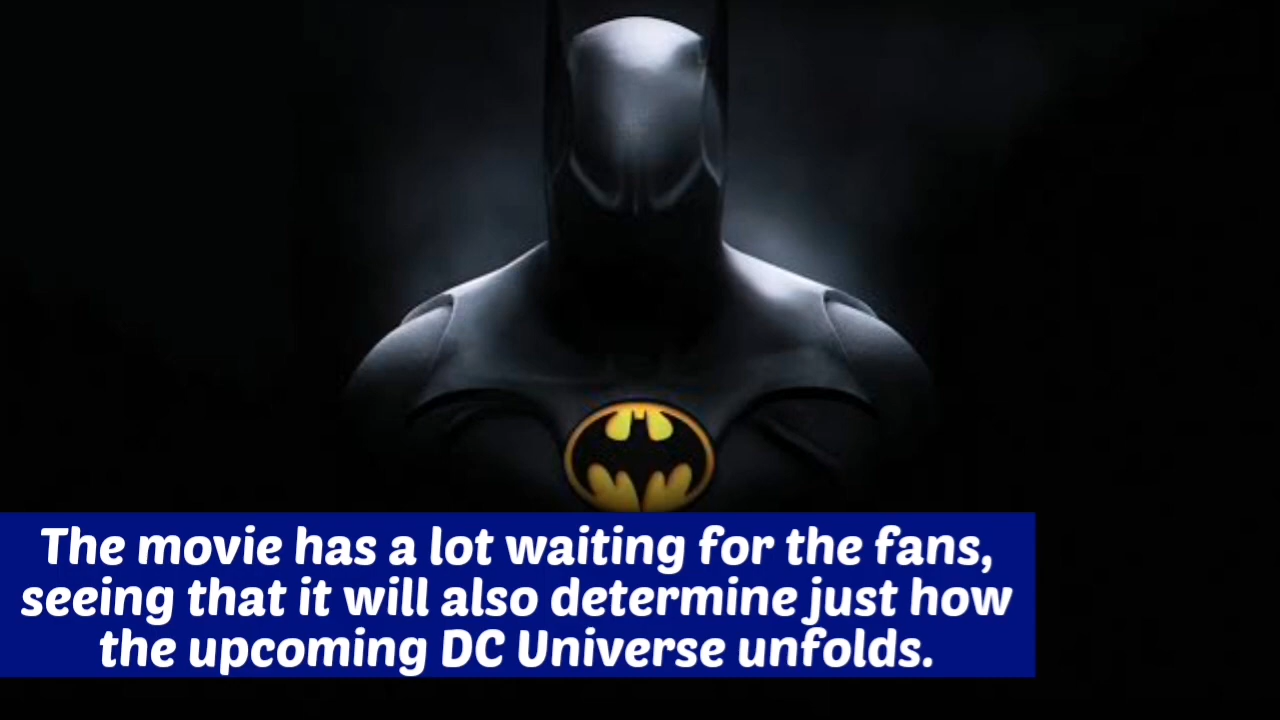 The movie has a lot waiting for the fans,
seeing that it will also determine just how
the upcoming DC Universe unfolds.